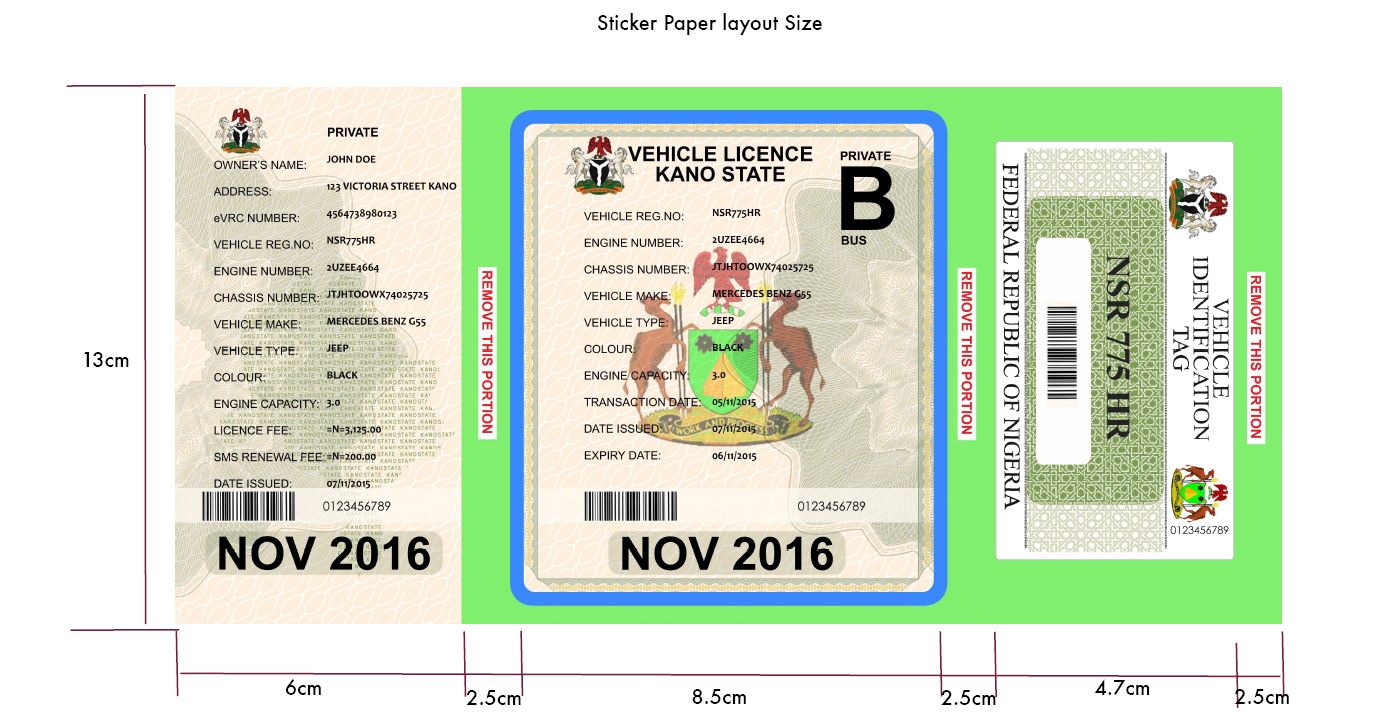 Sticker Paper layout Size
13cm
PRIVATE
OWNER'S NAME: JOHN DOE
ADDRESS: 123 VICTORIA STREET KANO
eVRC NUMBER: 4564738980123
VEHICLE REG.NO: NSR775HR
ENGINE NUMBER: 2UZEE4664
CHASSIS NUMBER: JTJHTOOWX74025725
VEHICLE MAKE: MERCEDES BENZ G55
VEHICLE TYPE: JEEP
COLOUR: BLACK
ENGINE CAPACITY: 3.0
LICENCE FEE: =N=3,125.00
SMS RENEWAL FEE: =N=200.00
DATE ISSUED: 07/11/2015
0123456789
NOV 2016
REMOVE THIS PORTION
VEHICLE LICENCE
KANO STATE
PRIVATE
B
BUS
VEHICLE REG.NO: NSR775HR
ENGINE NUMBER: 2UZEE4664
CHASSIS NUMBER: JTJHTOOWX74025725
VEHICLE MAKE: MERCEDES BENZ G55
VEHICLE TYPE: JEEP
COLOUR: BLACK
ENGINE CAPACITY: 3.0
TRANSACTION DATE: 05/11/2015
DATE ISSUED: 07/11/2015
EXPIRY DATE: 06/11/2015
WORK AND PROGRESS
0123456789
NOV 2016
REMOVE THIS PORTION
VEHICLE
IDENTIFICATION
TAG
NSR 775 HR
FEDERAL REPUBLIC OF NIGERIA
0123456789
REMOVE THIS PORTION
6cm
2.5cm
8.5cm
2.5cm
4.7cm
2.5cm